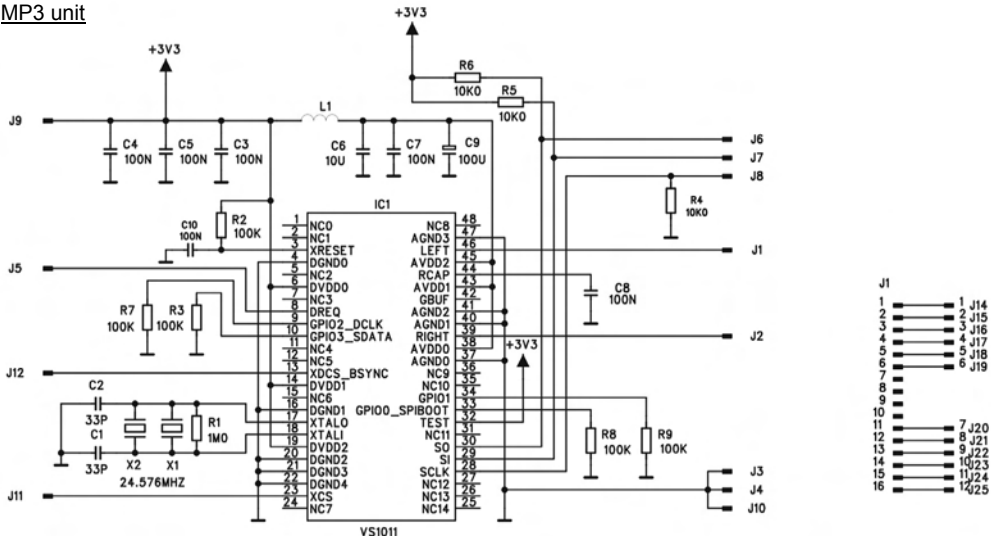 MP3 unit
+3V3
+3V3
R6
10K0
R5
10K0
L1
J9
C4
100N
C5
100N
C3
100N
C6
10U
C7
100N
C9
100U
J6
J7
J8
R4
10K0
IC1
C10
100N
R2
100K
1 NC0
2 NC1
3 XRESET
4 DGND0
5 NC2
6 DVDD0
7 NC3
8 DREQ
9 GPIO2_DCLK
10 GPIO3_SDATA
11 NC4
12 NC5
13 XDCS_BSYNC
14 DVDD1
15 NC6
16 DGND1
17 XTALO
18 XTALI
19 DVDD2
20 DGND2
21 DGND3
22 DGND4
23 XCS
24 NC7
NC8 48
AGND3 47
LEFT 46
AVDD2 45
RCAP 44
AVDD1 43
GBUF 42
AGND2 41
AGND1 40
RIGHT 39
AVDD0 38
AGND0 37
NC9 36
NC10 35
GPIO1 34
GPIO0_SPIBOOT 33
TEST 32
NC11 31
SO 30
SI 29
SCLK 28
NC12 27
NC13 26
NC14 25
VS1011
J1
J5
C8
100N
R7
100K
R3
100K
J2
+3V3
J12
C2
33P
C1
33P
X2
X1
24.576MHZ
R1
1M0
R8
100K
R9
100K
J11
J3
J4
J10
J1
1 1 J14
2 2 J15
3 3 J16
4 4 J17
5 5 J18
6 6 J19
7
8
9
10
11 7 J20
12 8 J21
13 9 J22
14 10 J23
15 11 J24
16 12 J25